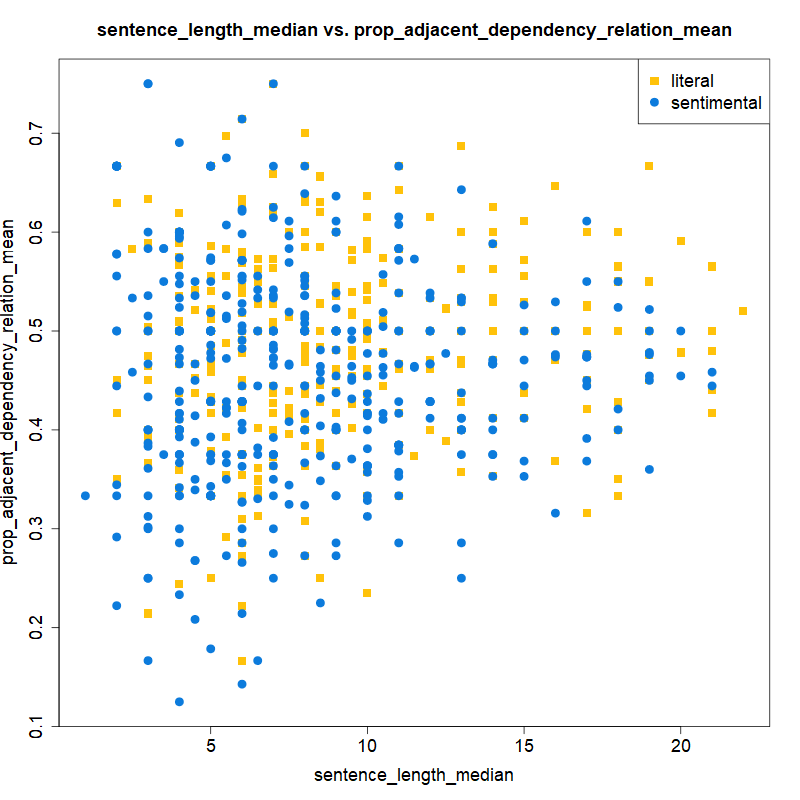 sentence_length_median vs. prop_adjacent_dependency_relation_mean
literal
sentimental
prop_adjacent_dependency_relation_mean
0.7
0.6
0.5
0.4
0.3
0.2
0.1
5 10 15 20
sentence_length_median